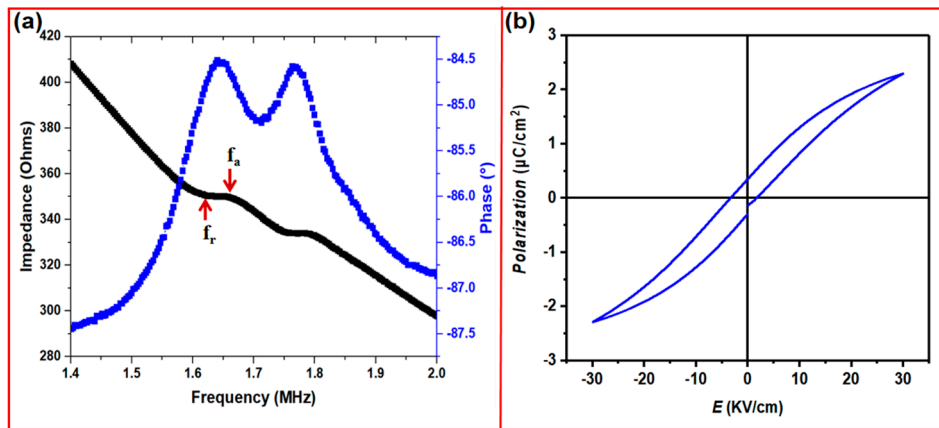 (a)
420
400
380
360
340
320
300
280
Impedance (Ohms)
1.4 1.5 1.6 1.7 1.8 1.9 2.0
Frequency (MHz)
-84.5
-85.0
-85.5
-86.0
-86.5
-87.0
-87.5
Phase (°)
fa
fr
(b)
3
2
1
0
-1
-2
-3
Polarization (µC/cm2)
-30 -20 -10 0 10 20 30
E (KV/cm)